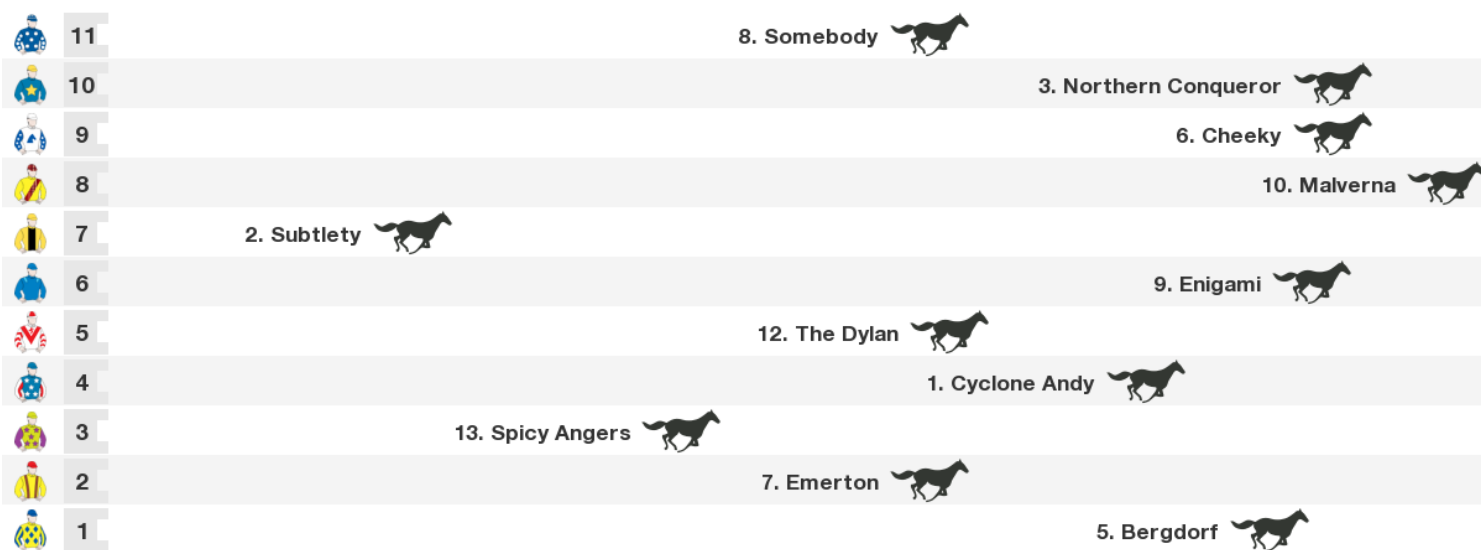 11 8. Somebody
10 3. Northern Conqueror
9 6. Cheeky
8 10. Malverna
7 2. Subtlety
6 9. Enigami
5 12. The Dylan
4 1. Cyclone Andy
3 13. Spicy Angers
2 7. Emerton
1 5. Bergdorf